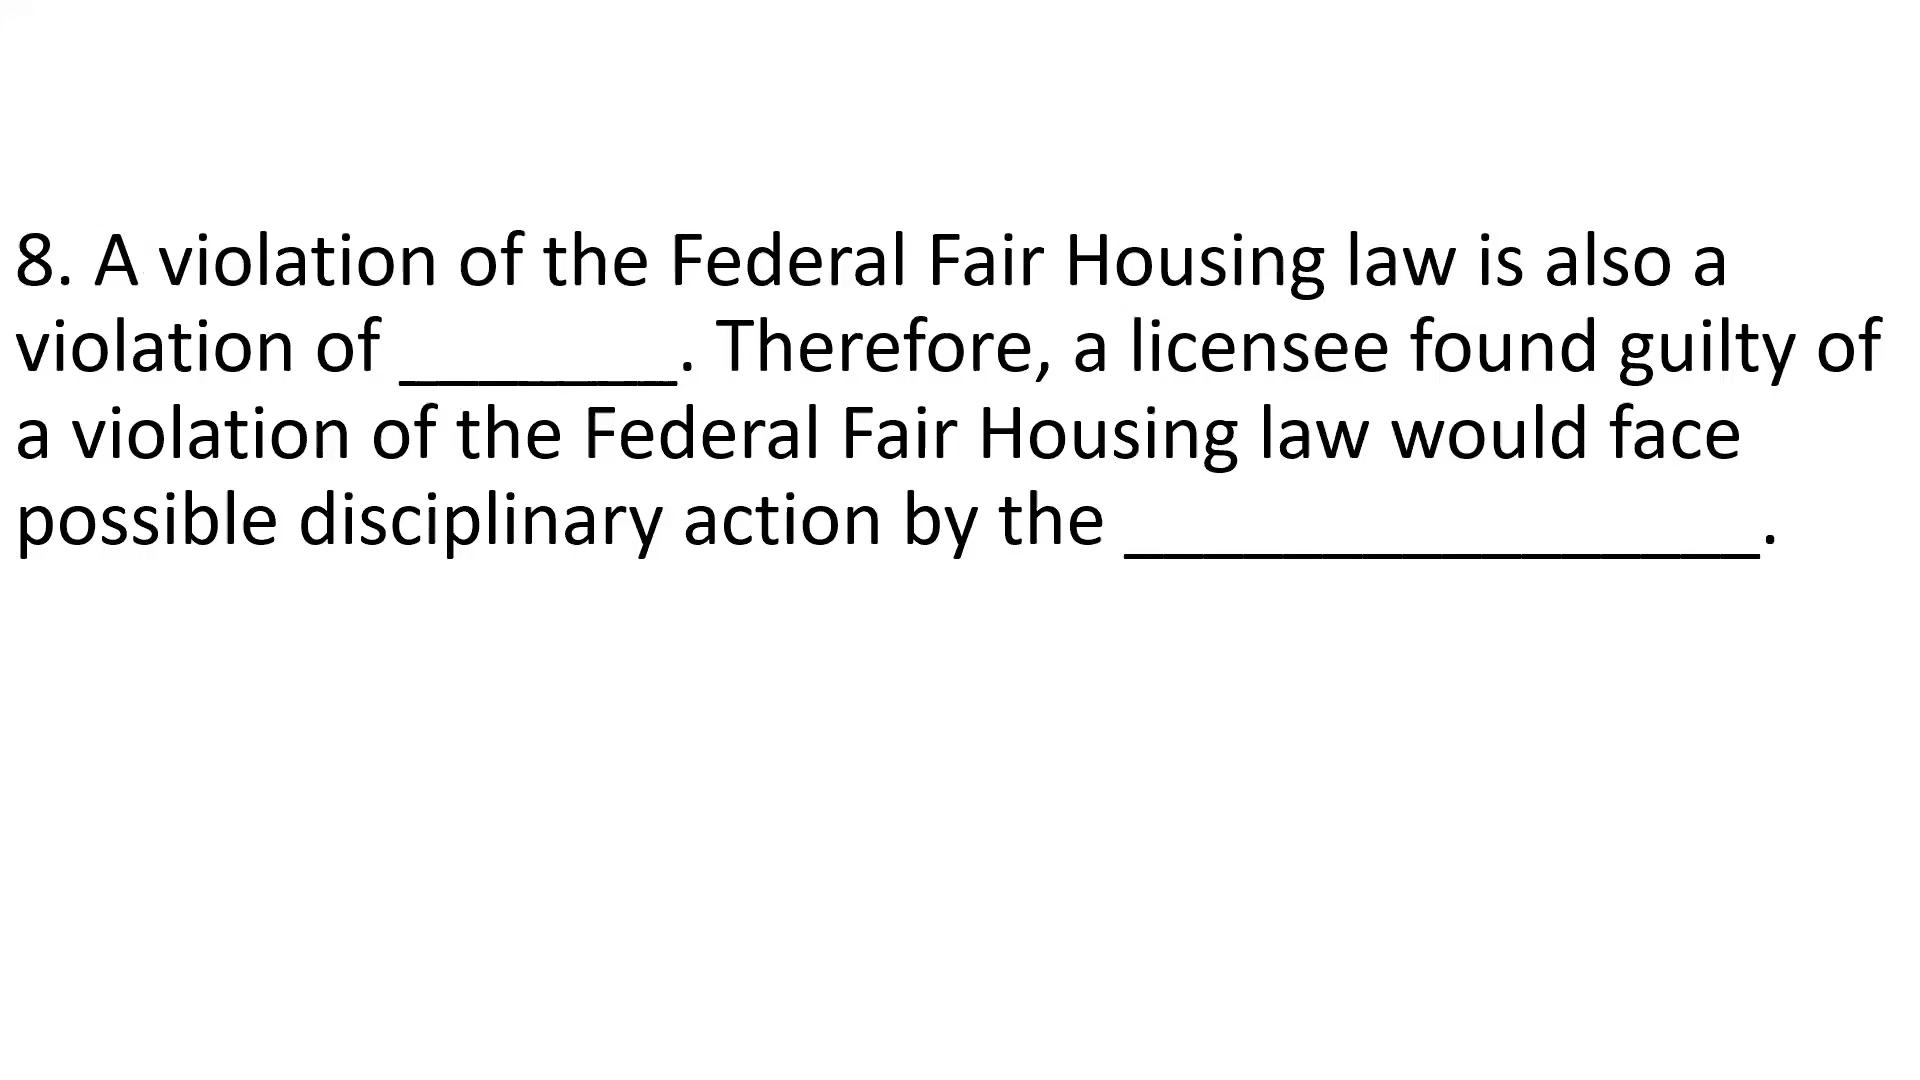 8. A violation of the Federal Fair Housing law is also a
violation of _______. Therefore, a licensee found guilty of
a violation of the Federal Fair Housing law would face
possible disciplinary action by the ________________.